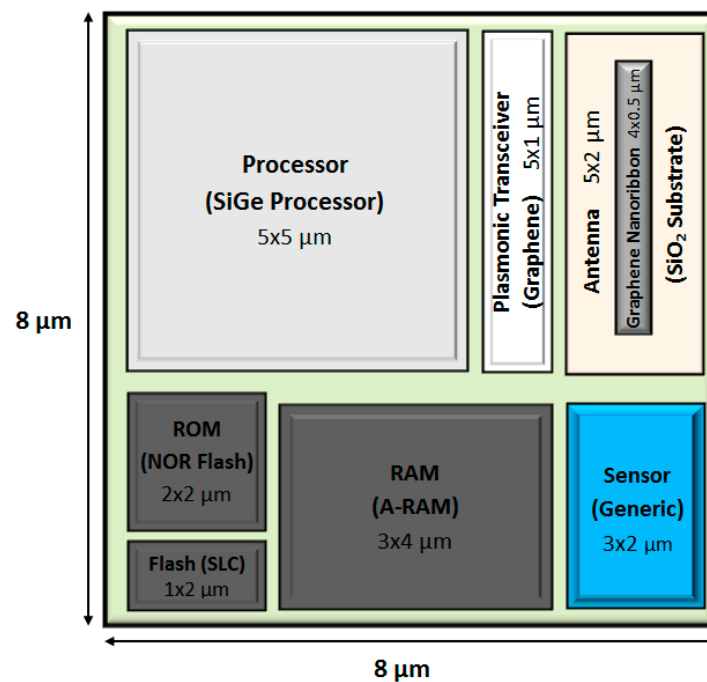 Processor
(SiGe Processor)
5x5 µm
Plasmonic Transceiver
(Graphene) 5x1 µm
Antenna 5x2 µm
Graphene Nanoribbon 4x0.5 µm
(SiO₂ Substrate)
8 µm
ROM
(NOR Flash)
2x2 µm
Flash (SLC)
1x2 µm
RAM
(A-RAM)
3x4 µm
Sensor
(Generic)
3x2 µm
8 µm